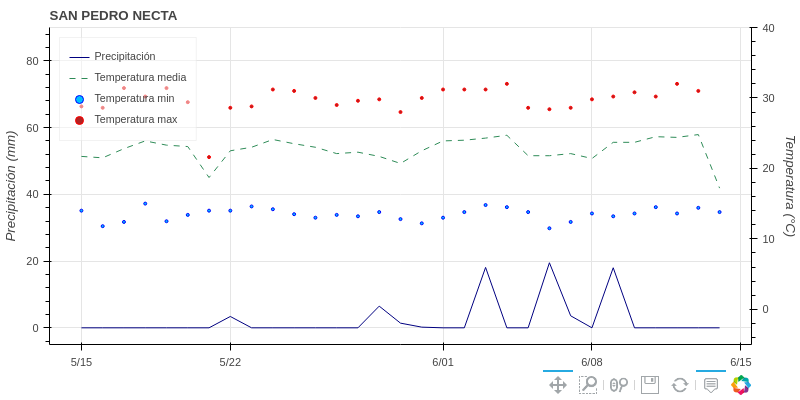 SAN PEDRO NECTA
Precipitación
Temperatura media
Temperatura min
Temperatura max
Precipitación (mm)
80
60
40
20
0
Temperatura (°C)
40
30
20
10
0
5/15
5/22
6/01
6/08
6/15